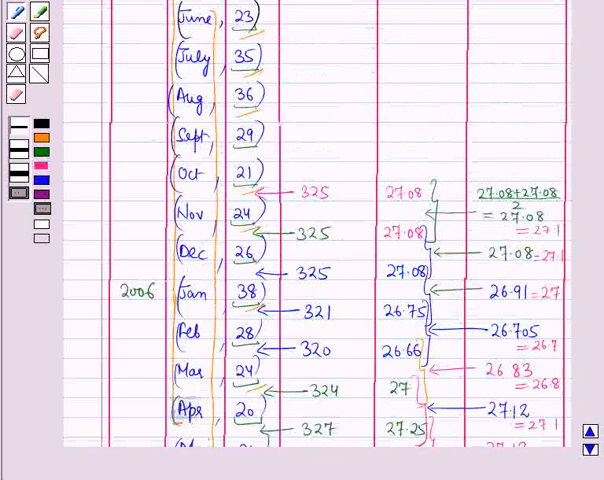 (June, 23)
(July, 35)
(Aug, 36)
(Sept, 29)
(Oct, 21)
325 27.08 27.08+27.08
2
(Nov, 24) = 27.08
325 27.08 = 27.1
(Dec, 26) 27.08 = 27.1
325 27.08
2006 (Jan, 38) 26.91 = 27
321 26.75
(Feb, 28) 26.705
320 26.66 = 26.7
(Mar, 24) 26.83
324 27 = 26.8
(Apr, 20) 27.12
327 27.25 = 27.1